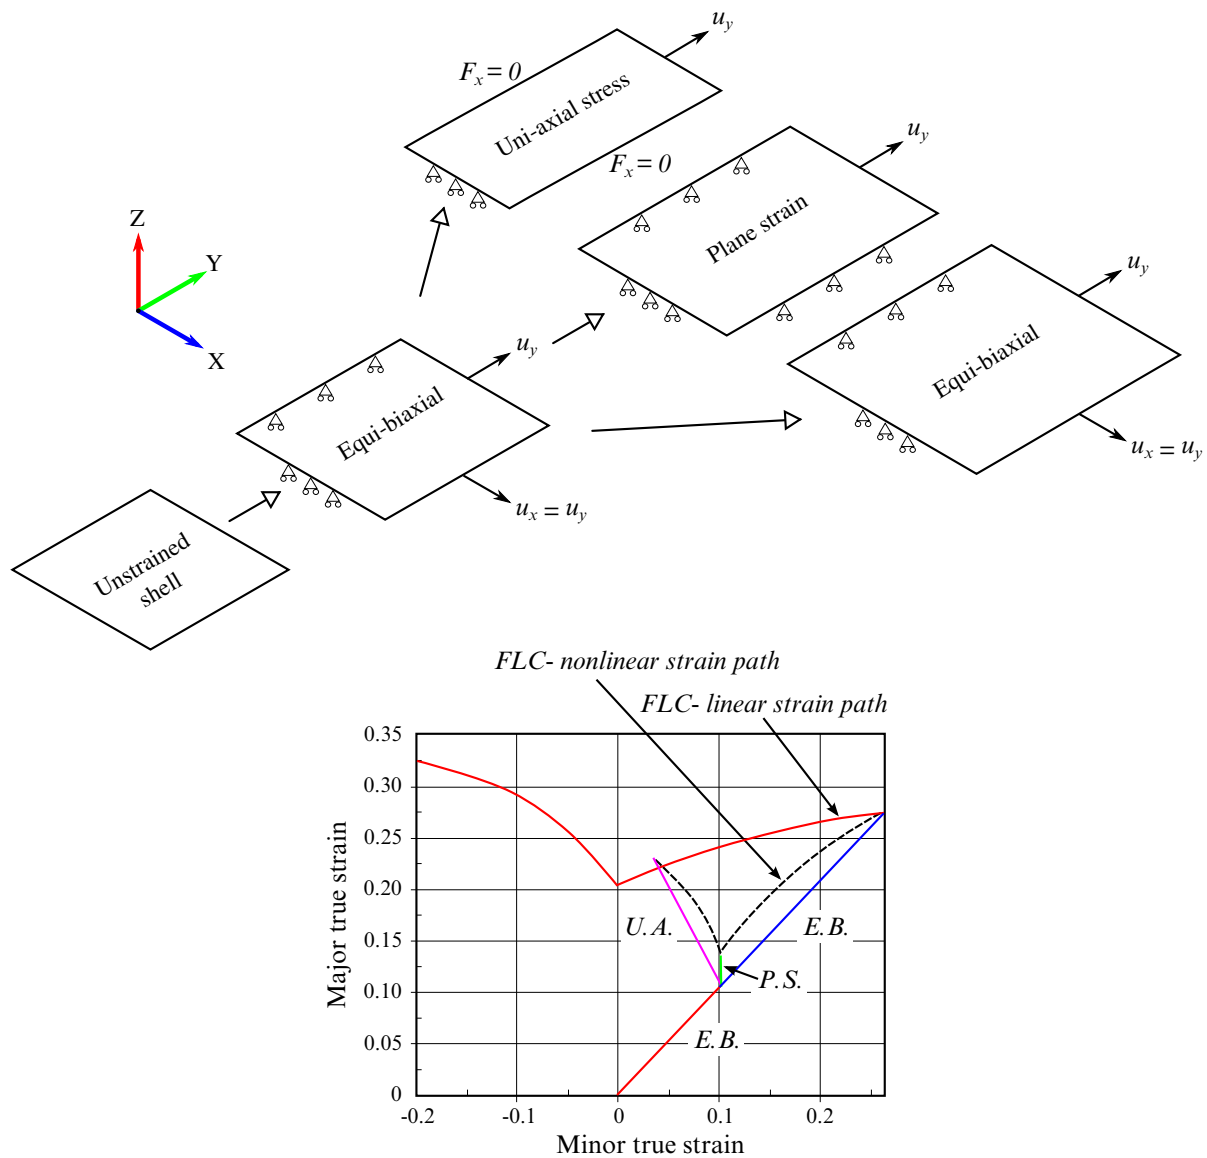 u_y
F_x = 0
Uni-axial stress
F_x = 0
u_y
Plane strain
Z
Y
X
u_y
Equi-biaxial
u_x = u_y
u_y
Equi-biaxial
u_x = u_y
Unstrained
shell
FLC- nonlinear strain path
FLC- linear strain path
0.35
0.30
0.25
0.20
0.15
0.10
0.05
0
Major true strain
U.A.
E.B.
P.S.
E.B.
-0.2
-0.1
0
0.1
0.2
Minor true strain